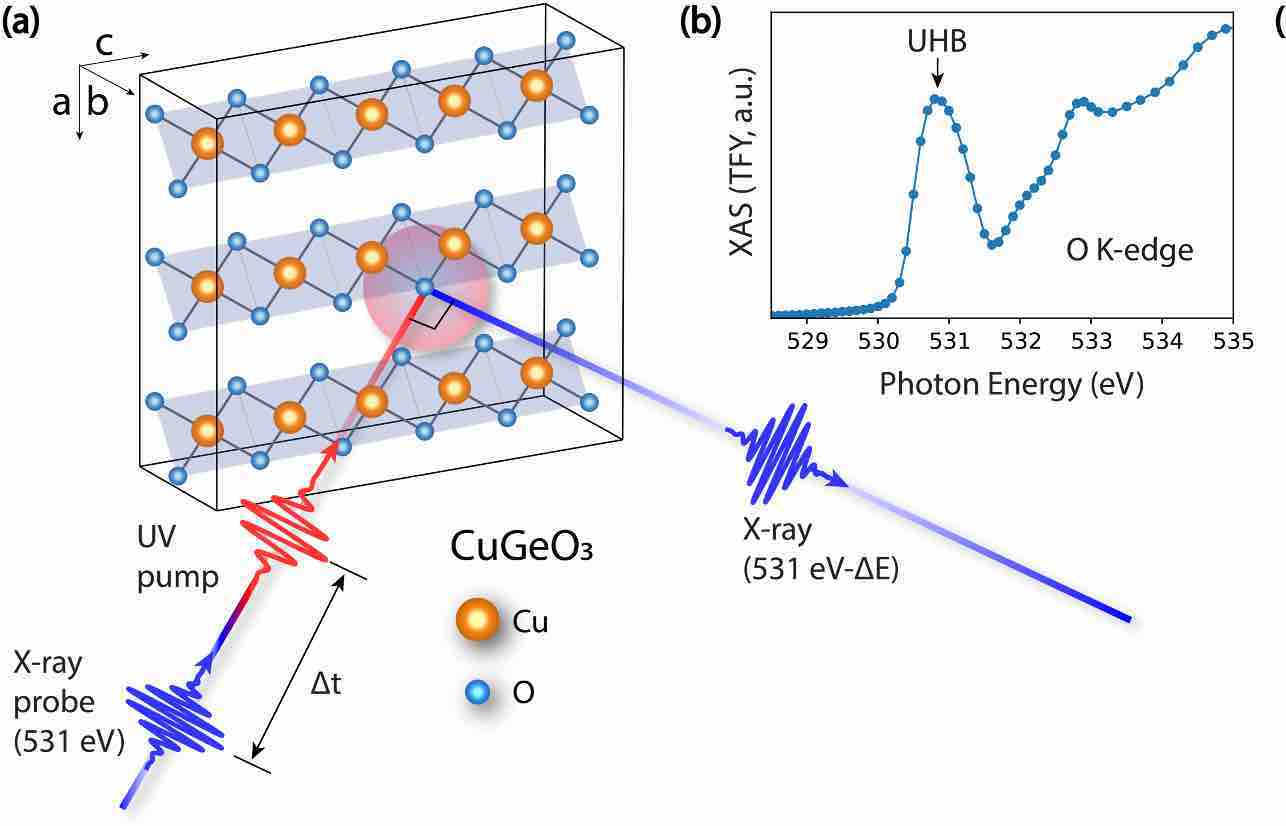 (a)
c
a
b
UV
pump
X-ray
probe
(531 eV)
Δt
CuGeO₃
Cu
O
X-ray
(531 eV-ΔE)
(b)
UHB
XAS (TFY, a.u.)
O K-edge
529 530 531 532 533 534 535
Photon Energy (eV)
(